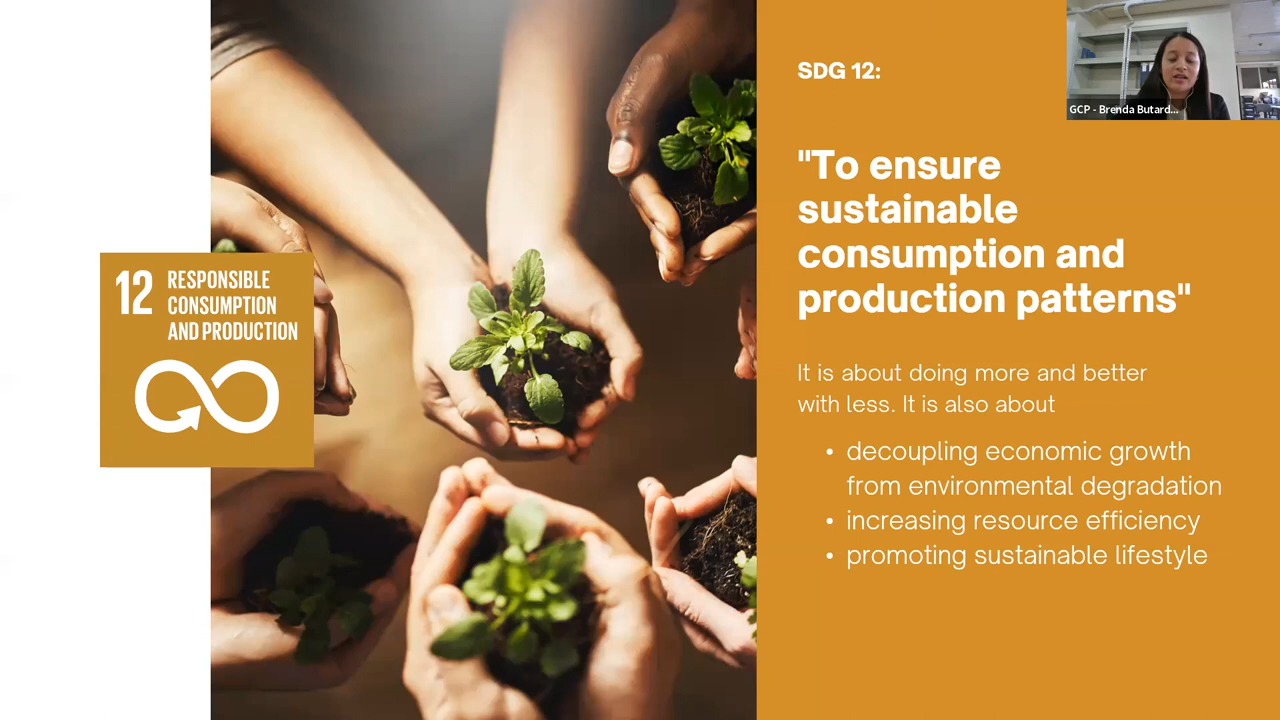 12
RESPONSIBLE
CONSUMPTION
AND PRODUCTION
SDG 12:
"To ensure
sustainable
consumption and
production patterns"
It is about doing more and better
with less. It is also about
• decoupling economic growth
from environmental degradation
• increasing resource efficiency
• promoting sustainable lifestyle
GCP - Brenda Butard...